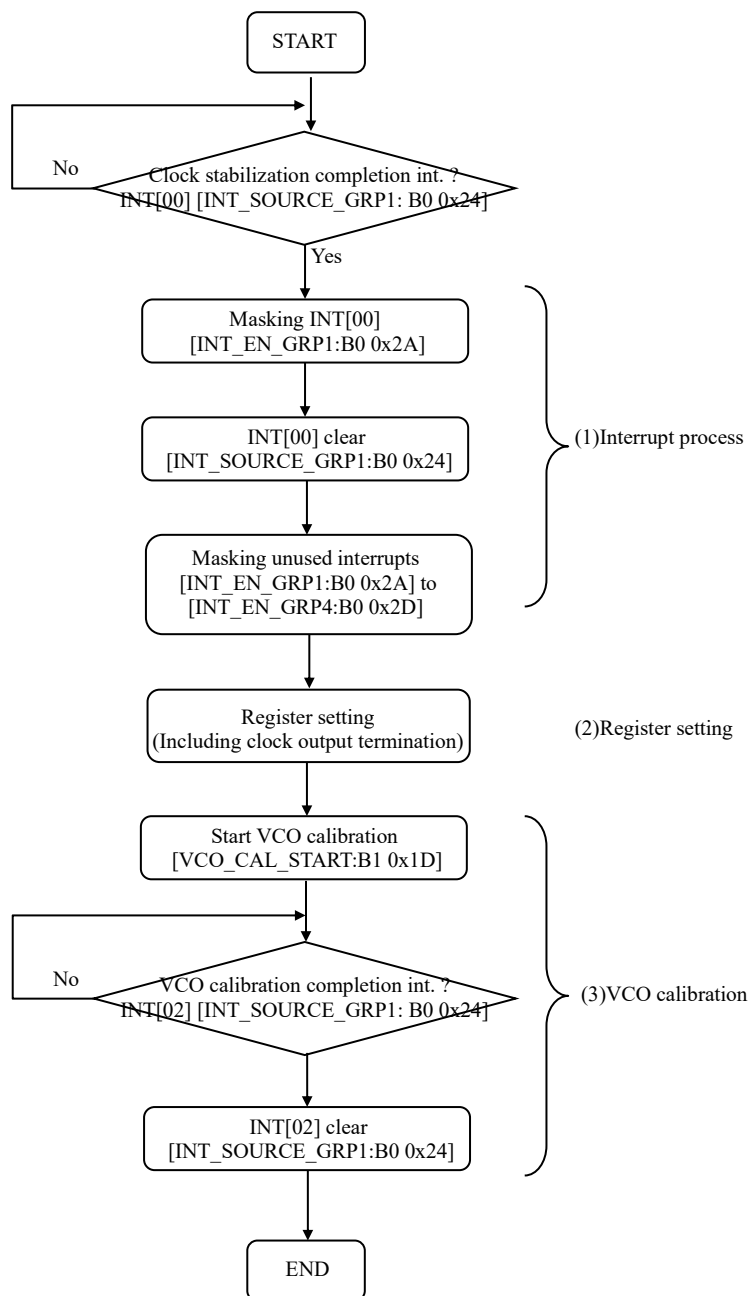 START
No
Clock stabilization completion int. ?
INT[00] [INT_SOURCE_GRP1: B0 0x24]
Yes
Masking INT[00]
[INT_EN_GRP1:B0 0x2A]
INT[00] clear
[INT_SOURCE_GRP1:B0 0x24]
(1)Interrupt process
Masking unused interrupts
[INT_EN_GRP1:B0 0x2A] to
[INT_EN_GRP4:B0 0x2D]
Register setting
(Including clock output termination)
(2)Register setting
Start VCO calibration
[VCO_CAL_START:B1 0x1D]
No
VCO calibration completion int. ?
INT[02] [INT_SOURCE_GRP1: B0 0x24]
(3)VCO calibration
INT[02] clear
[INT_SOURCE_GRP1:B0 0x24]
END